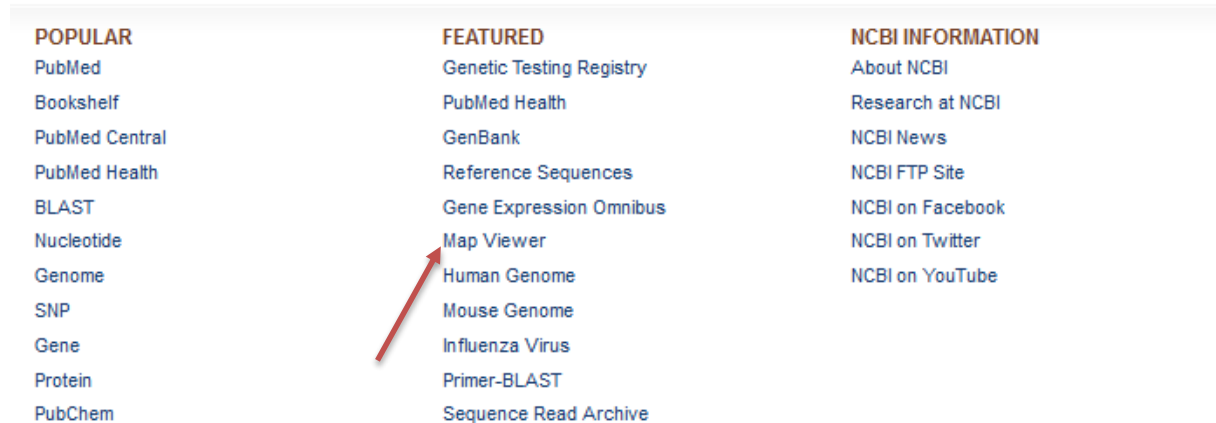 POPULAR
PubMed
Bookshelf
PubMed Central
PubMed Health
BLAST
Nucleotide
Genome
SNP
Gene
Protein
PubChem
FEATURED
Genetic Testing Registry
PubMed Health
GenBank
Reference Sequences
Gene Expression Omnibus
Map Viewer
Human Genome
Mouse Genome
Influenza Virus
Primer-BLAST
Sequence Read Archive
NCBI INFORMATION
About NCBI
Research at NCBI
NCBI News
NCBI FTP Site
NCBI on Facebook
NCBI on Twitter
NCBI on YouTube